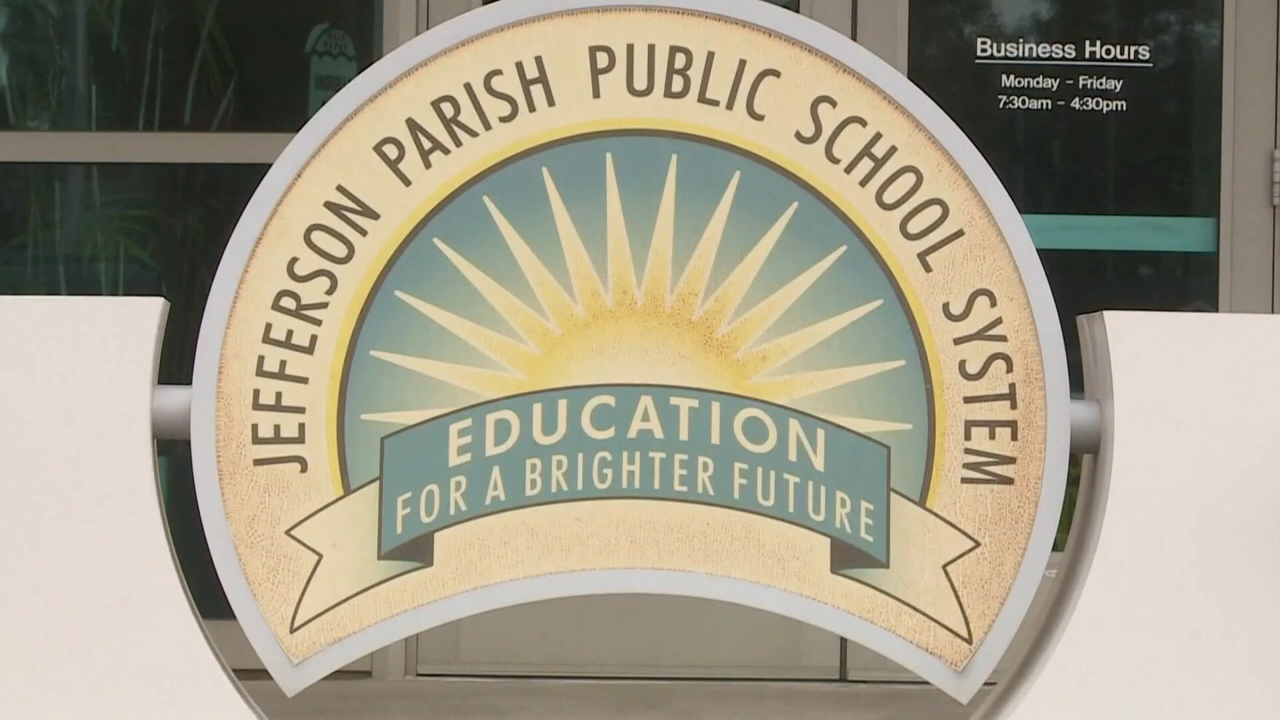 JEFFERSON PARISH PUBLIC SCHOOL SYSTEM
EDUCATION
FOR A BRIGHTER FUTURE
Business Hours
Monday - Friday
7:30am - 4:30pm